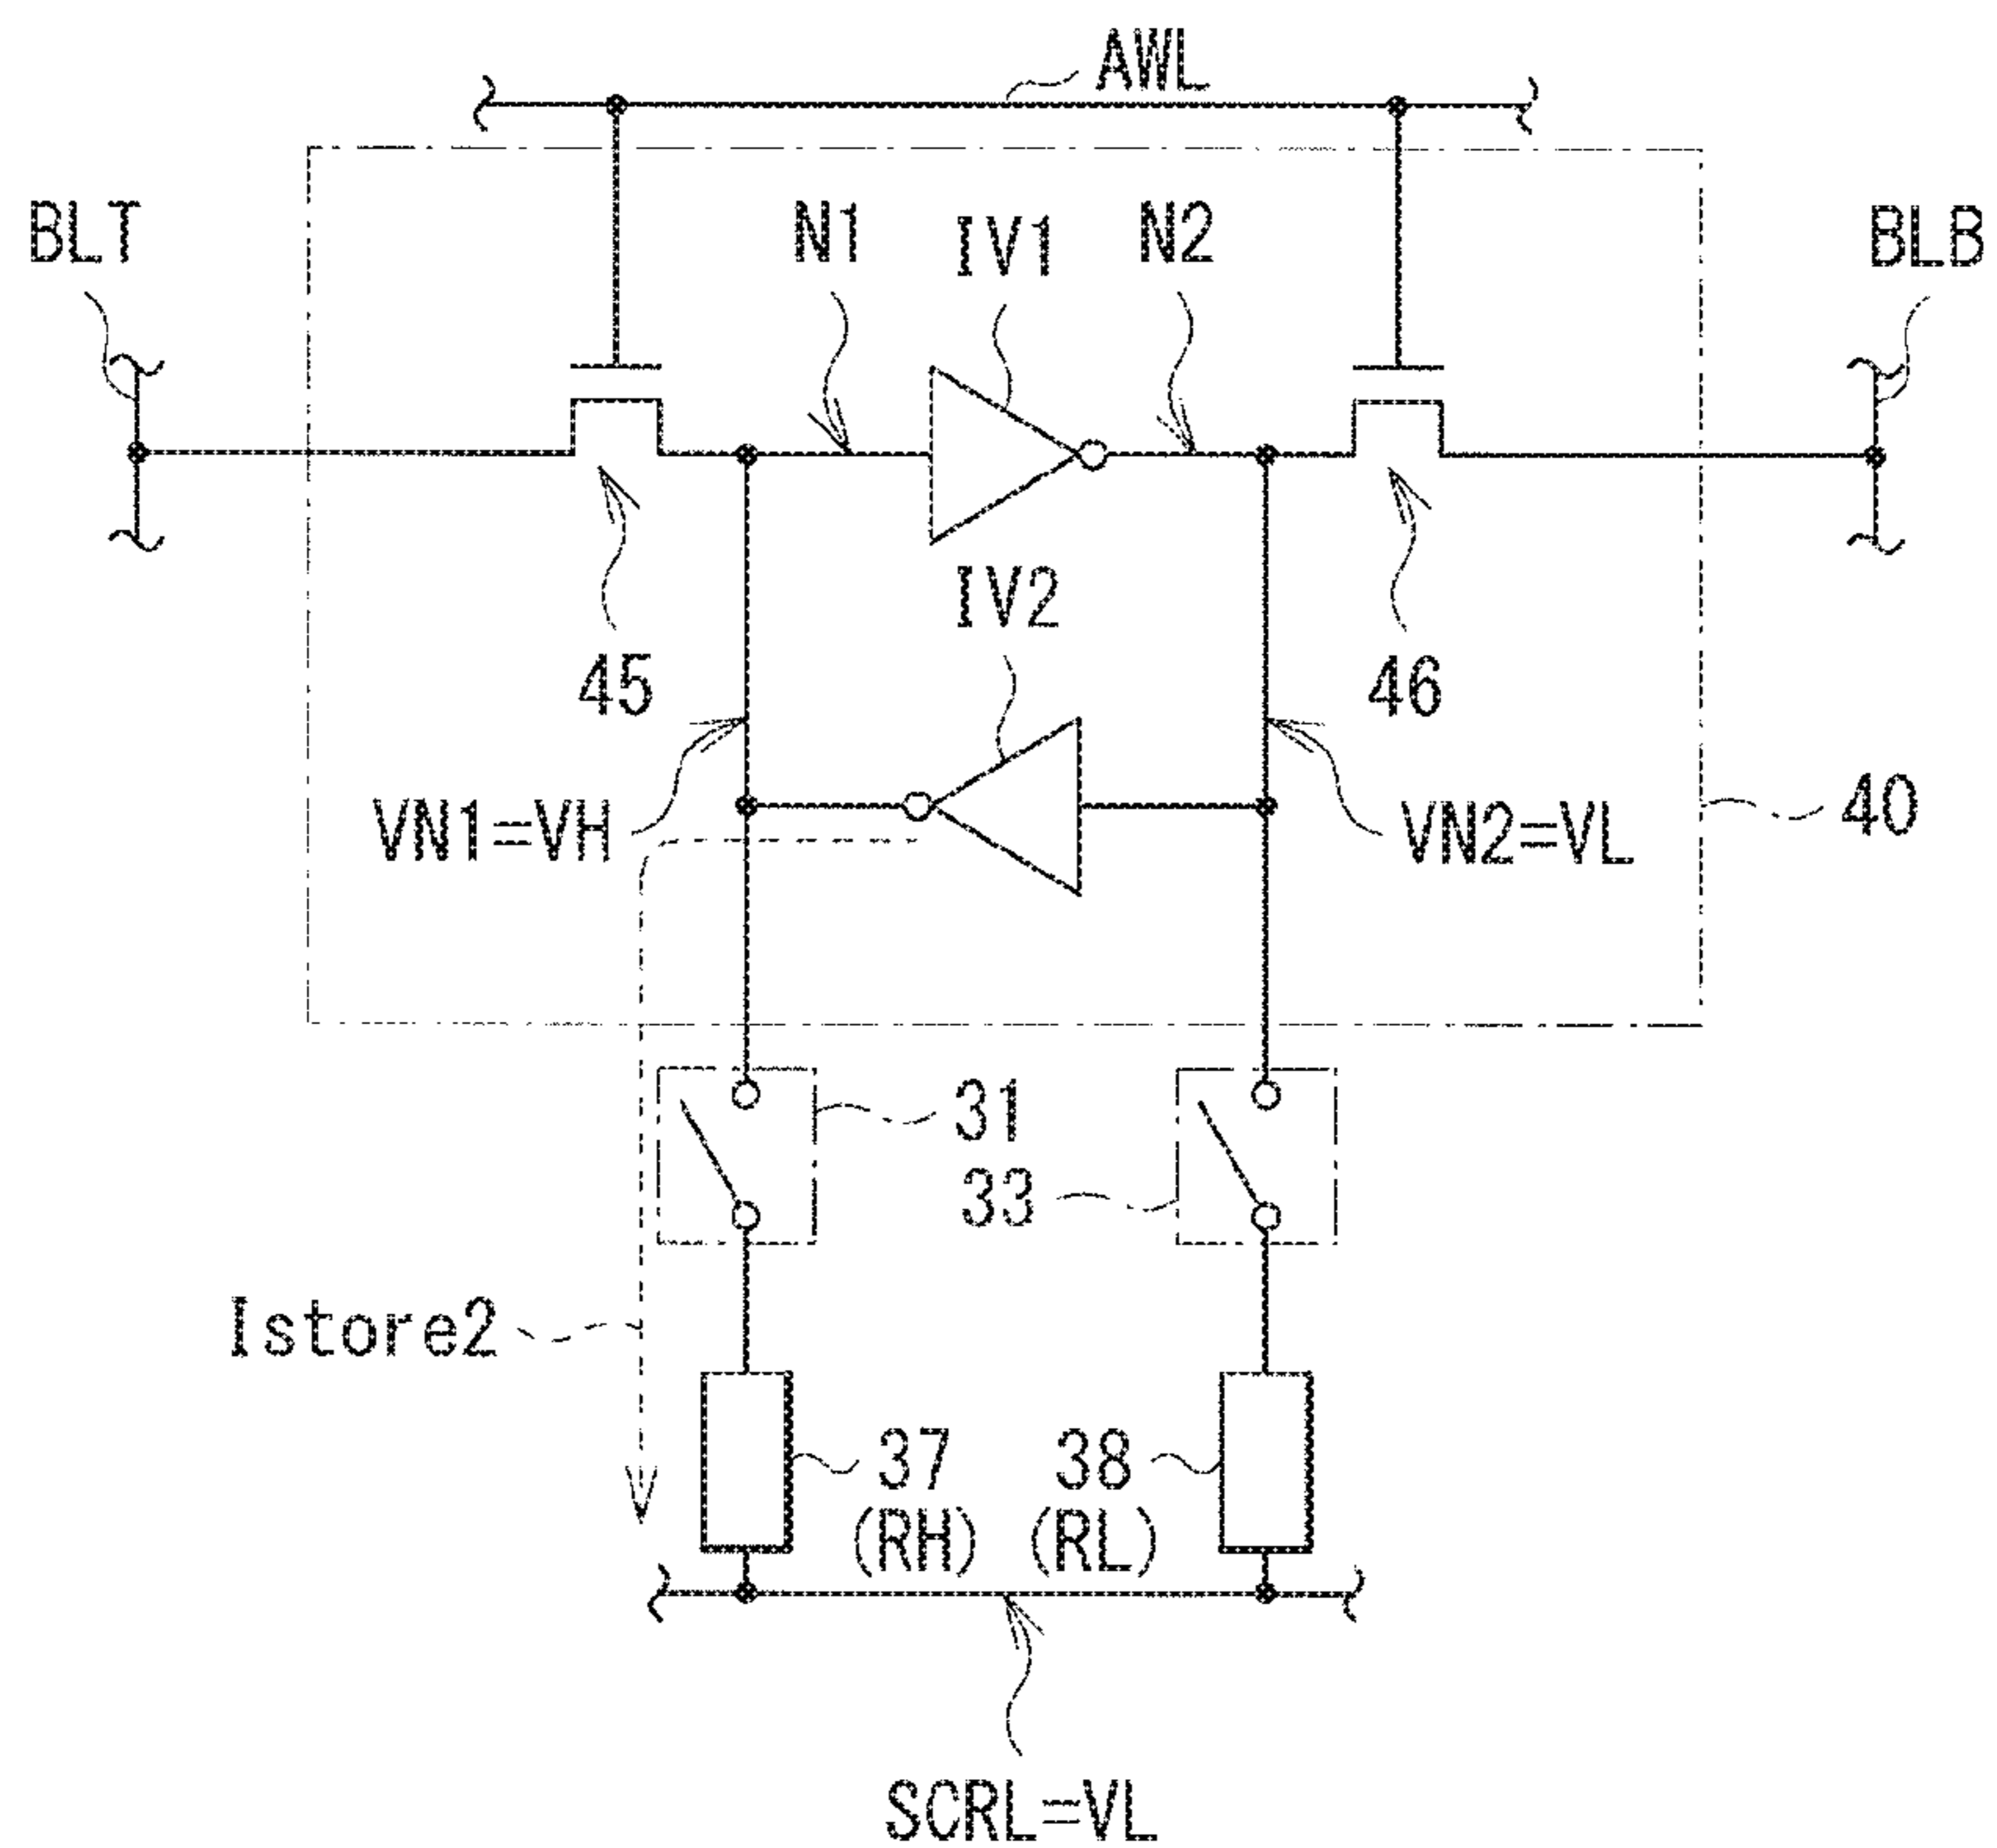 AWL
BLT
N1
IV1
N2
BLB
45
IV2
46
VN1=VH
VN2=VL
40
31
33
Istore2
37
(RH)
38
(RL)
SCRL=VL